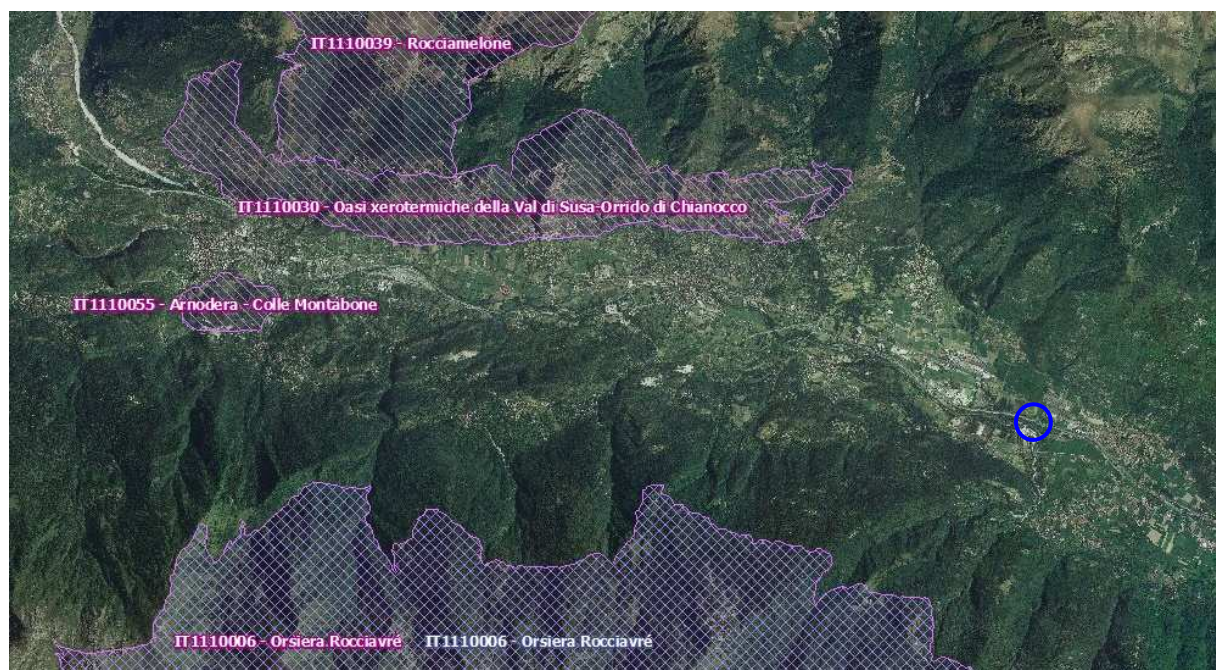 IT1110039 - Rocciamelone
IT1110030 - Oasi xerotermiche della Val di Susa-Orrido di Chianocco
IT1110055 - Arnodera - Colle Montabone
IT1110006 - Orsiera Rocciavré IT1110006 - Orsiera Rocciavré